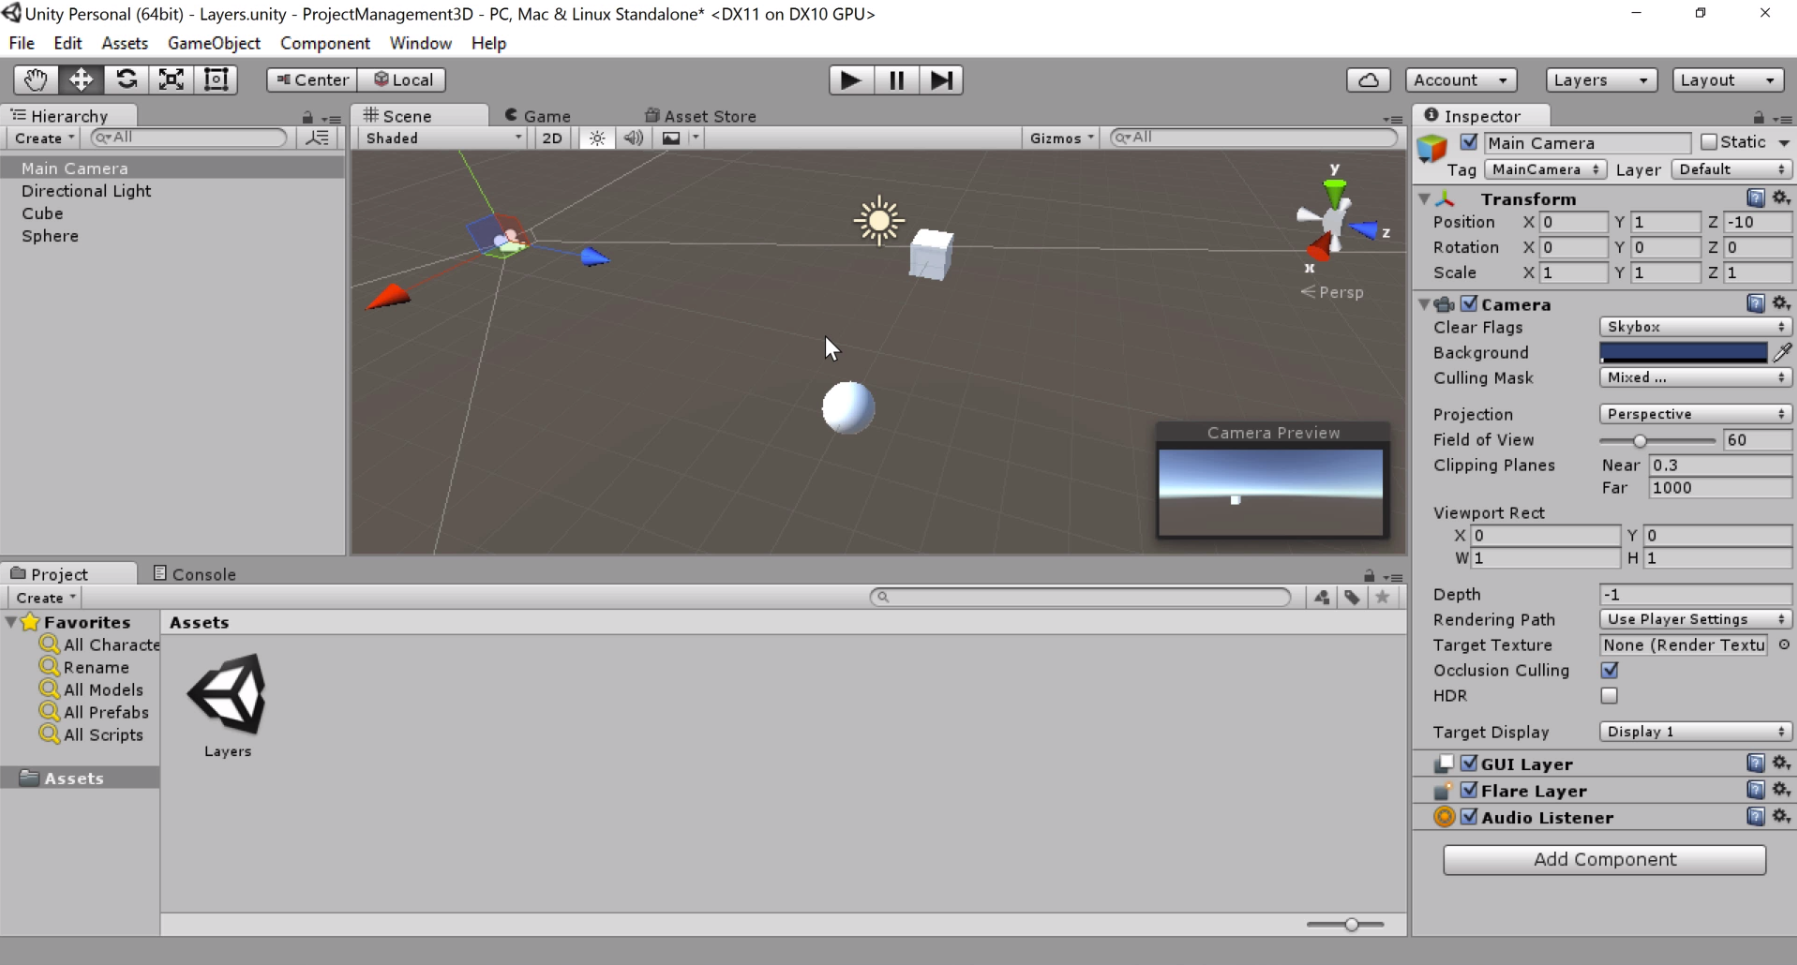 Unity Personal (64bit) - Layers.unity - ProjectManagement3D - PC, Mac & Linux Standalone* <DX11 on DX10 GPU>
File Edit Assets GameObject Component Window Help
Center Local Account Layers Layout
Hierarchy
Create All
Main Camera
Directional Light
Cube
Sphere
Scene Game Asset Store
Shaded 2D Gizmos All
y
z
x
Persp
Camera Preview
Inspector
Main Camera Static
Tag MainCamera Layer Default
Transform
Position X 0 Y 1 Z -10
Rotation X 0 Y 0 Z 0
Scale X 1 Y 1 Z 1
Camera
Clear Flags Skybox
Background
Culling Mask Mixed ...
Projection Perspective
Field of View 60
Clipping Planes Near 0.3
Far 1000
Viewport Rect
X 0 Y 0
W 1 H 1
Depth -1
Rendering Path Use Player Settings
Target Texture None (Render Textu
Occlusion Culling
HDR
Target Display Display 1
GUI Layer
Flare Layer
Audio Listener
Add Component
Project Console
Create
Favorites
All Characte
Rename
All Models
All Prefabs
All Scripts
Assets
Assets
Layers